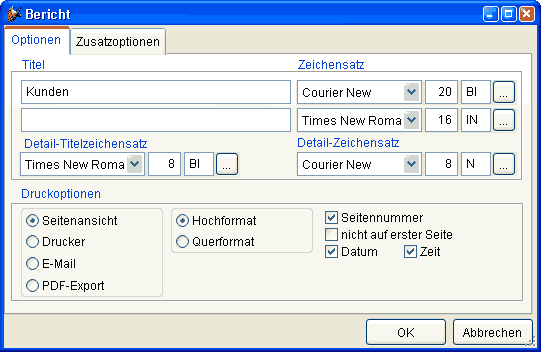 Bericht
Optionen Zusatzoptionen
Titel Zeichensatz
Kunden Courier New 20 BI ...
Times New Roma 16 IN ...
Detail-Titelzeichensatz Detail-Zeichensatz
Times New Roma 8 BI ... Courier New 8 N ...
Druckoptionen
Seitenansicht Hochformat Seitennummer
Drucker Querformat nicht auf erster Seite
E-Mail Datum Zeit
PDF-Export
OK Abbrechen